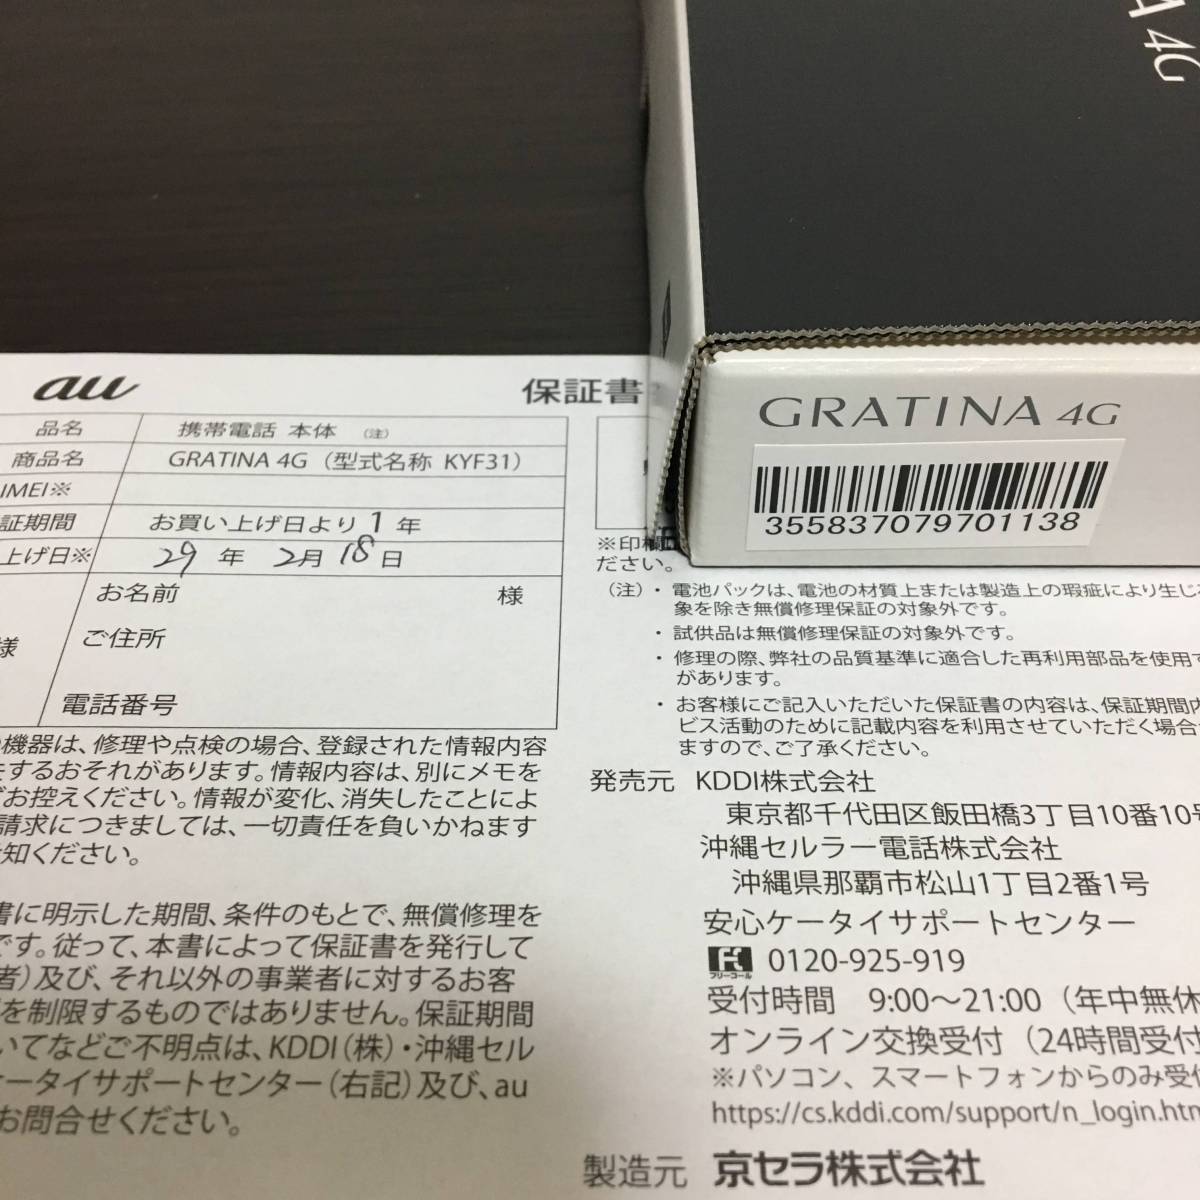 4G
GRATINA 4G
355837079701138
au
保証書
品名 携帯電話 本体 (注)
商品名 GRATINA 4G (型式名称 KYF31)
IMEI※
証期間 お買い上げ日より 1 年
上げ日※ 29 年 2月 18日
様 お名前 様
ご住所
電話番号
機器は、修理や点検の場合、登録された情報内容
するおそれがあります。情報内容は、別にメモを
お控えください。情報が変化、消失したことによ
請求につきましては、一切責任を負いかねます
知ください。
書に明示した期間、条件のもとで、無償修理を
です。従って、本書によって保証書を発行して
者)及び、それ以外の事業者に対するお客
を制限するものではありません。保証期間
いてなどご不明点は、KDDI(株)・沖縄セル
ケータイサポートセンター(右記)及び、au
お問合せください。
※印欄
ださい。
(注)・電池パックは、電池の材質上または製造上の瑕疵により生じ
象を除き無償修理保証の対象外です。
・試供品は無償修理保証の対象外です。
・修理の際、弊社の品質基準に適合した再利用部品を使用す
があります。
・お客様にご記入いただいた保証書の内容は、保証期間内
ビス活動のために記載内容を利用させていただく場合
ますので、ご了承ください。
発売元 KDDI株式会社
東京都千代田区飯田橋3丁目10番10号
沖縄セルラー電話株式会社
沖縄県那覇市松山1丁目2番1号
安心ケータイサポートセンター
フリーコール 0120-925-919
受付時間 9:00～21:00 (年中無休
オンライン交換受付 (24時間受付
※パソコン、スマートフォンからのみ受付
https://cs.kddi.com/support/n_login.htm
製造元 京セラ株式会社